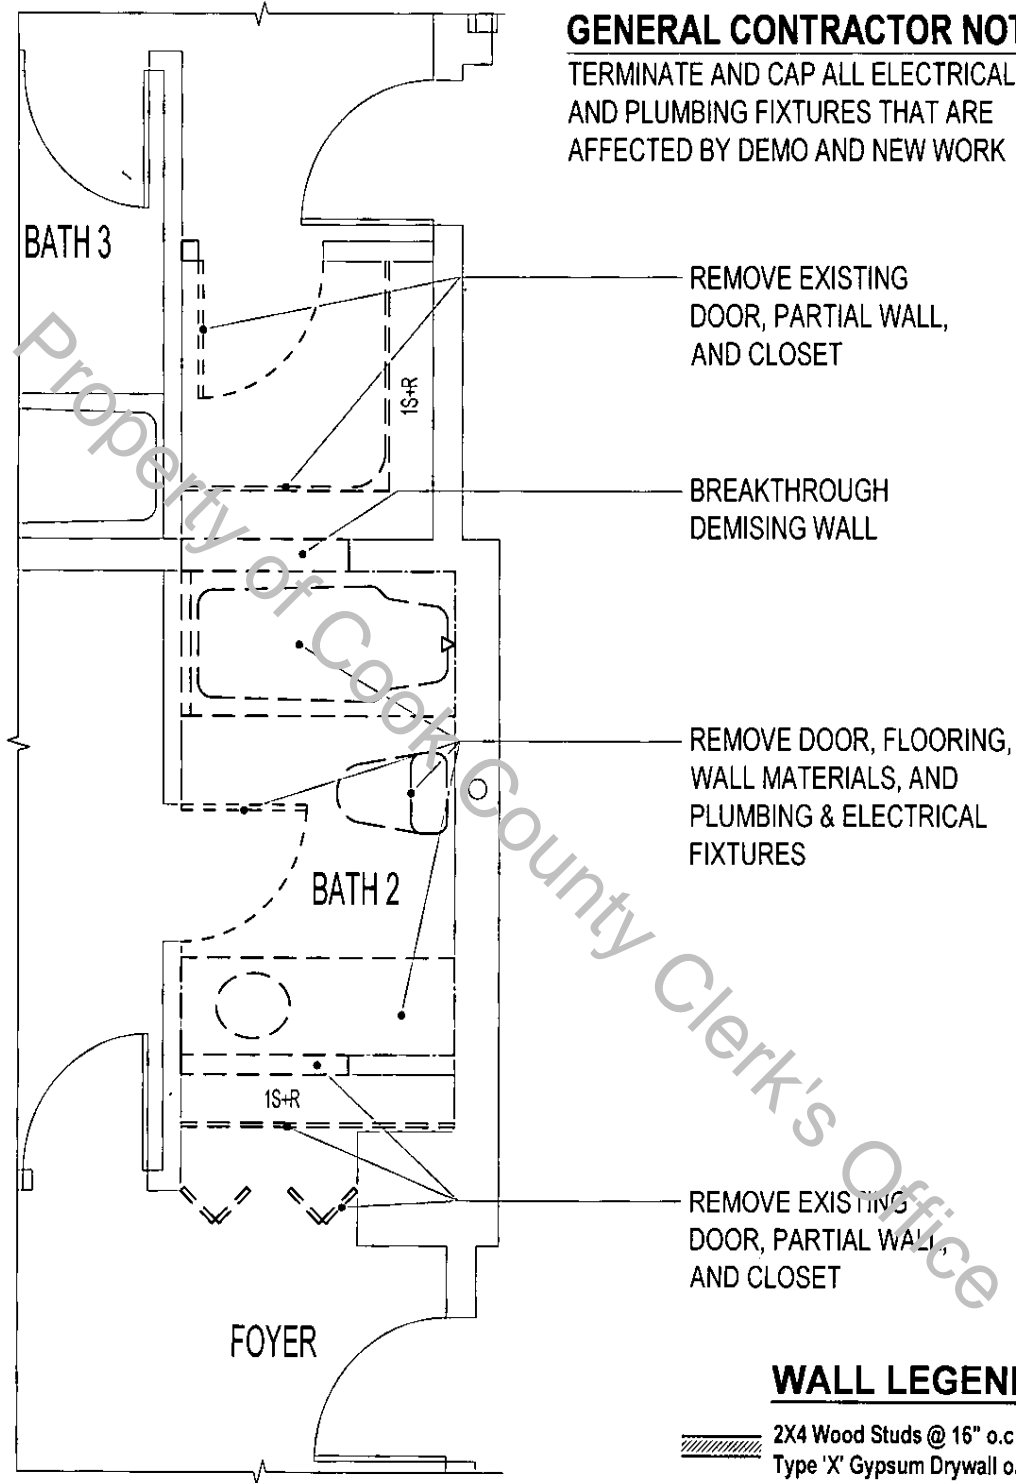 GENERAL CONTRACTOR NOT
TERMINATE AND CAP ALL ELECTRICAL
AND PLUMBING FIXTURES THAT ARE
AFFECTED BY DEMO AND NEW WORK
BATH 3
REMOVE EXISTING
DOOR, PARTIAL WALL,
AND CLOSET
1S+R
BREAKTHROUGH
DEMISING WALL
REMOVE DOOR, FLOORING,
WALL MATERIALS, AND
PLUMBING & ELECTRICAL
FIXTURES
BATH 2
1S+R
REMOVE EXISTING
DOOR, PARTIAL WALL,
AND CLOSET
FOYER
WALL LEGEN
2X4 Wood Studs @ 16" o.c
Type 'X' Gypsum Drywall o.
Property of Cook County Clerk's Office